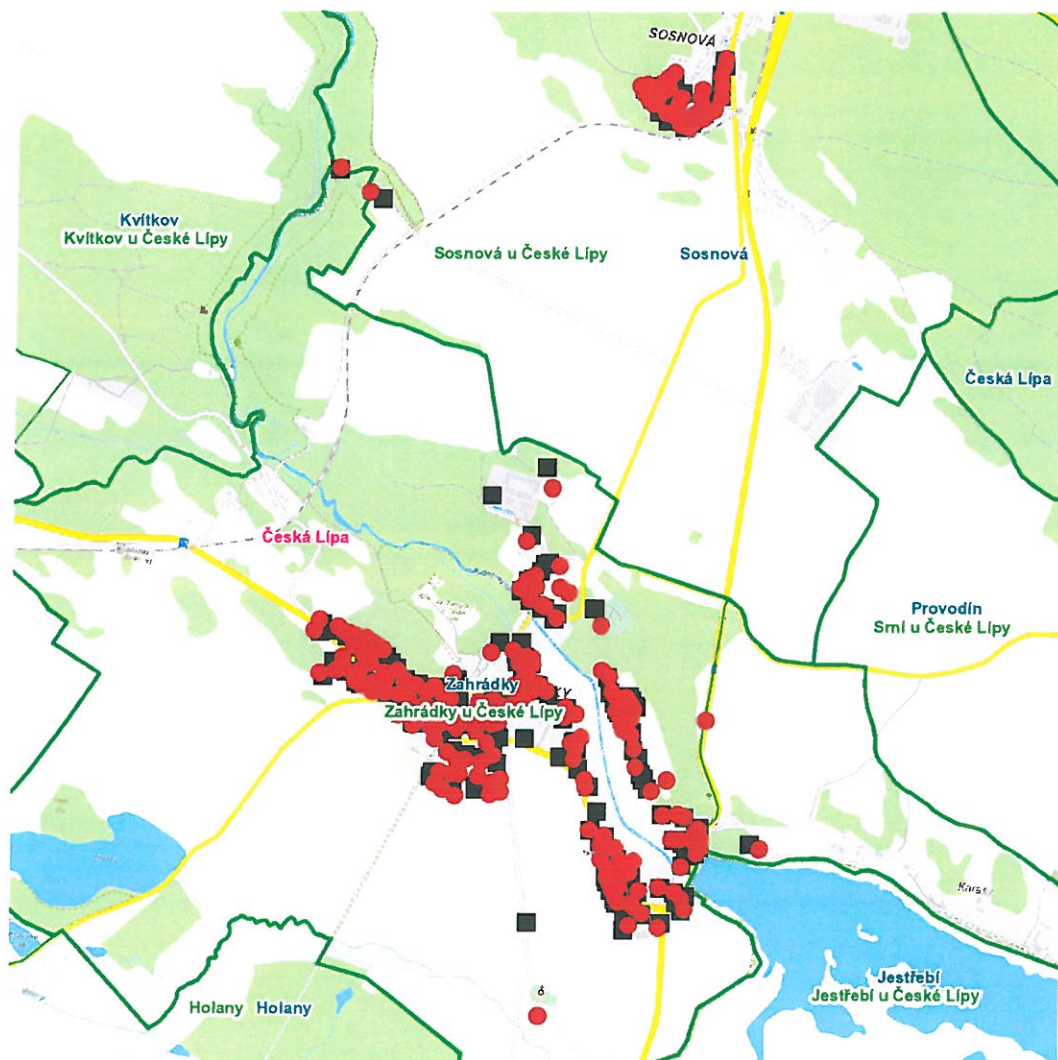 SOSNOVÁ
Kvítkov
Kvítkov u České Lípy
Sosnová u České Lípy
Sosnová
Česká Lípa
Česká Lípa
Provodín
Srní u České Lípy
Zahrádky
Zahrádky u České Lípy
Karasy
Jestřebí
Jestřebí u České Lípy
Holany Holany